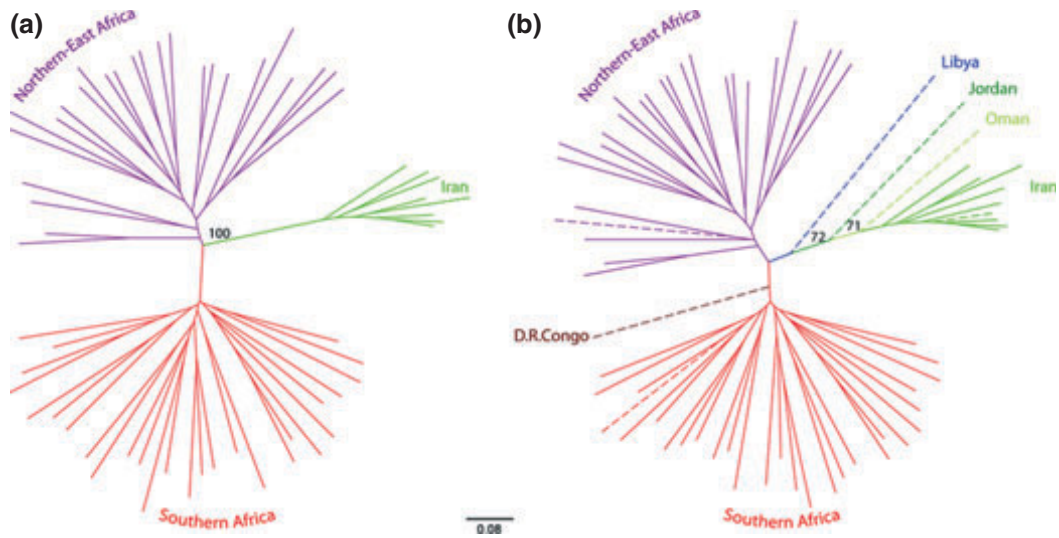 (a)
Northern-East Africa
Iran
100
Southern Africa
(b)
Northern-East Africa
Libya
Jordan
Oman
Iran
72
71
D.R.Congo
Southern Africa
0.08